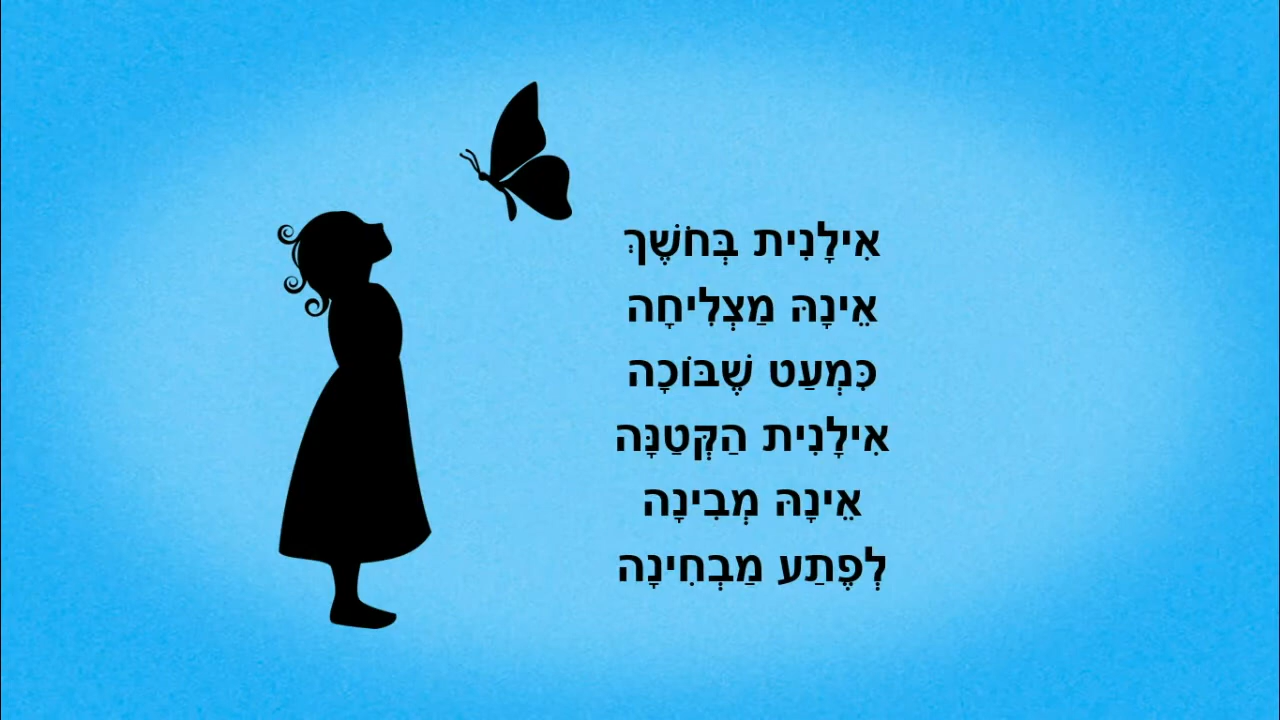 אִילָנִית בְּחֹשֶׁךְ
אֵינָהּ מַצְלִיחָה
כִּמְעַט שֶׁבּוֹכָה
אִילָנִית הַקְּטַנָּה
אֵינָהּ מְבִינָה
לְפֶתַע מַבְחִינָה